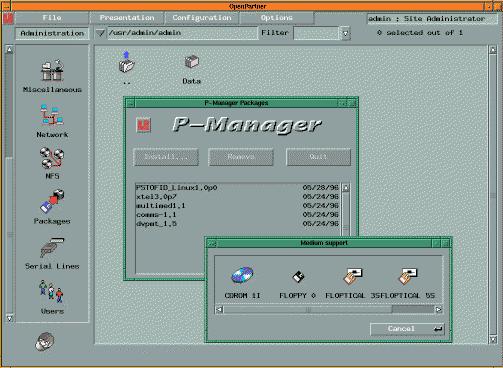 OpenPartner
File Presentation Configuration Options admin : Site Administrator
Administration /usr/admin/admin Filter 0 selected out of 1
Miscellaneous
Network
NFS
Packages
Serial Lines
Users
..
Data
P-Manager Packages
P-Manager
Install... Remove Quit
PSTOFID_Linux1,0p0 05/28/96
xtel3,0p7 05/24/96
multimed1,1 05/24/96
comms-1,1 05/24/96
dvpmt_1,5 05/24/96
Medium support
CDROM 1I FLOPPY 0 FLOPTICAL 3SFLOPTICAL 5S
Cancel